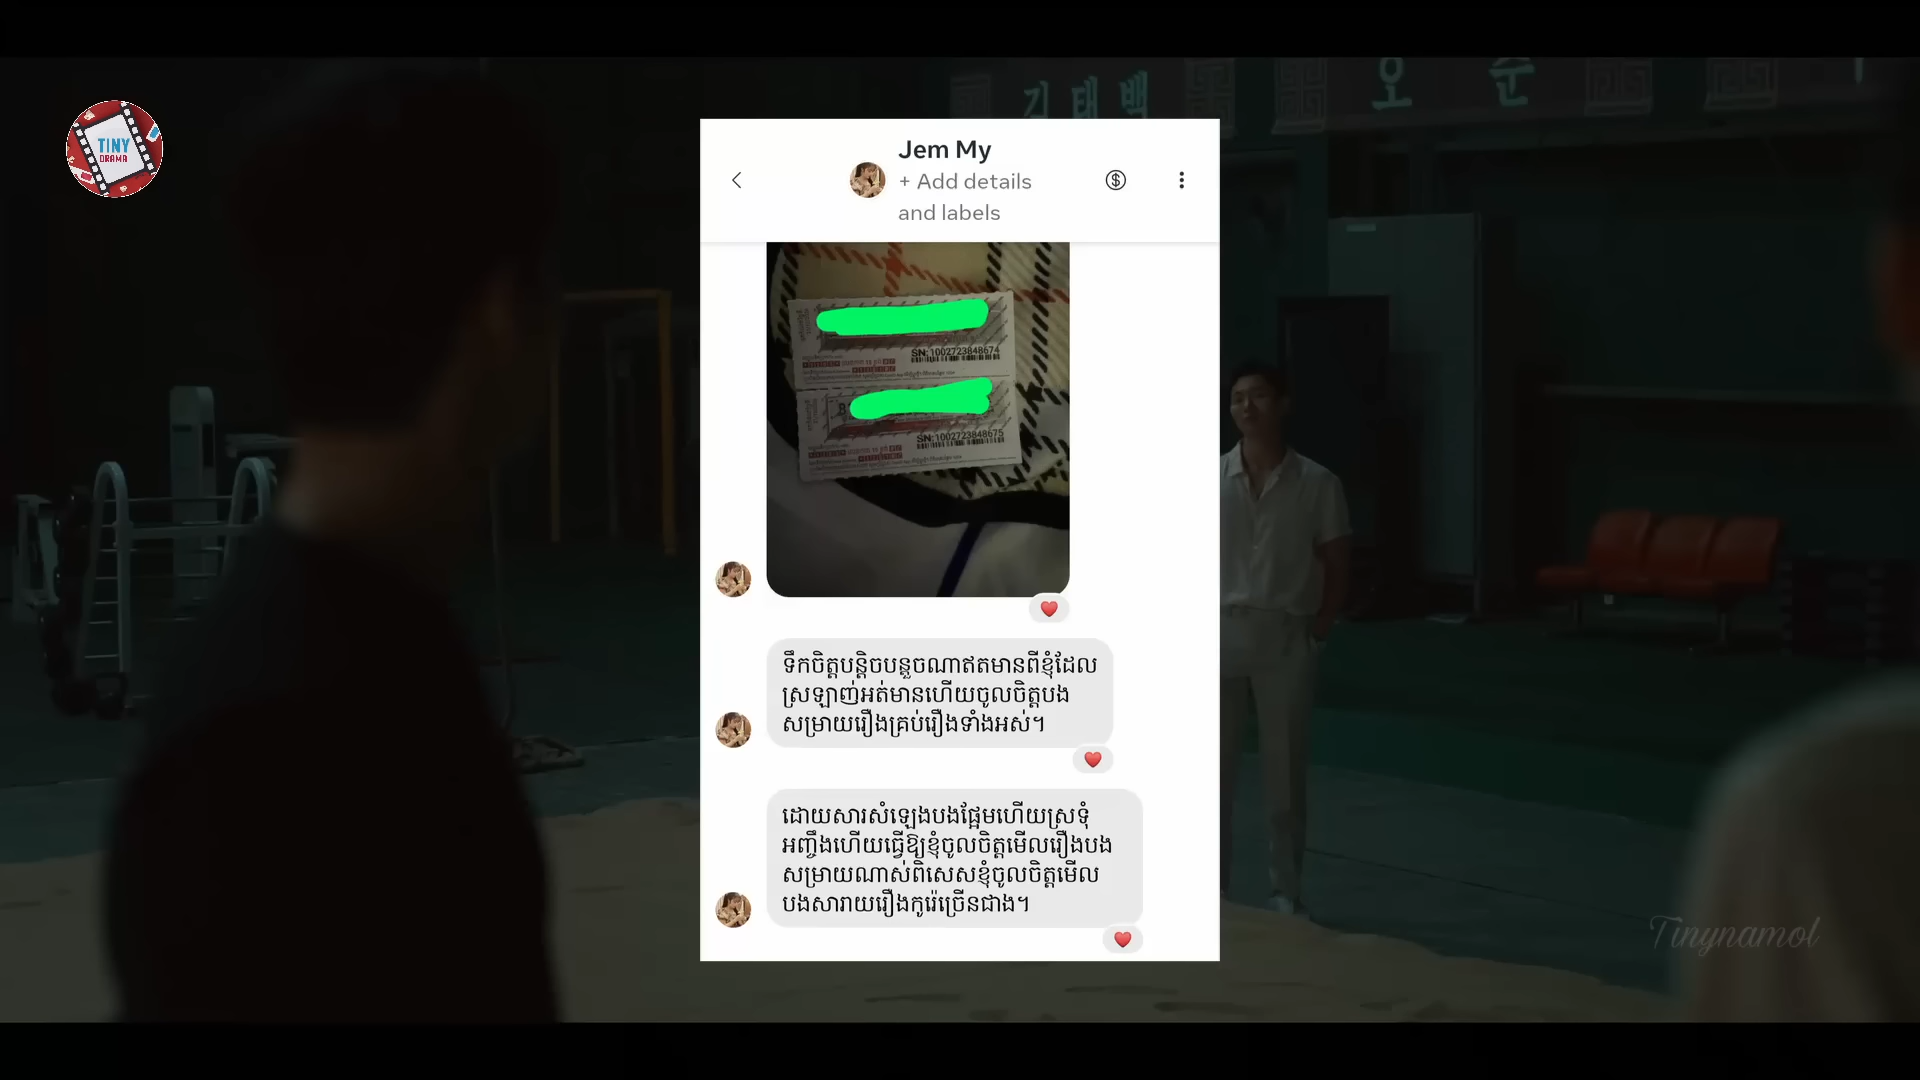 김태백
오준
TINY
DRAMA
Jem My
+ Add details
and labels
SN:1002723848674
SN:1002723848675
ទឹកចិត្តបន្តិចបន្តួចណាឥតមានពីខ្ញុំដែល
ស្រឡាញ់អត់មានហើយចូលចិត្តបង
សម្រាយរឿងគ្រប់រឿងទាំងអស់។
ដោយសារសំឡេងបងផ្អែមហើយស្រទុំ
អញ្ចឹងហើយធ្វើឱ្យខ្ញុំចូលចិត្តមើលរឿងបង
សម្រាយណាស់ពិសេសខ្ញុំចូលចិត្តមើល
បងសារាយរឿងកូរ៉េច្រើនជាង។
Tinynamol